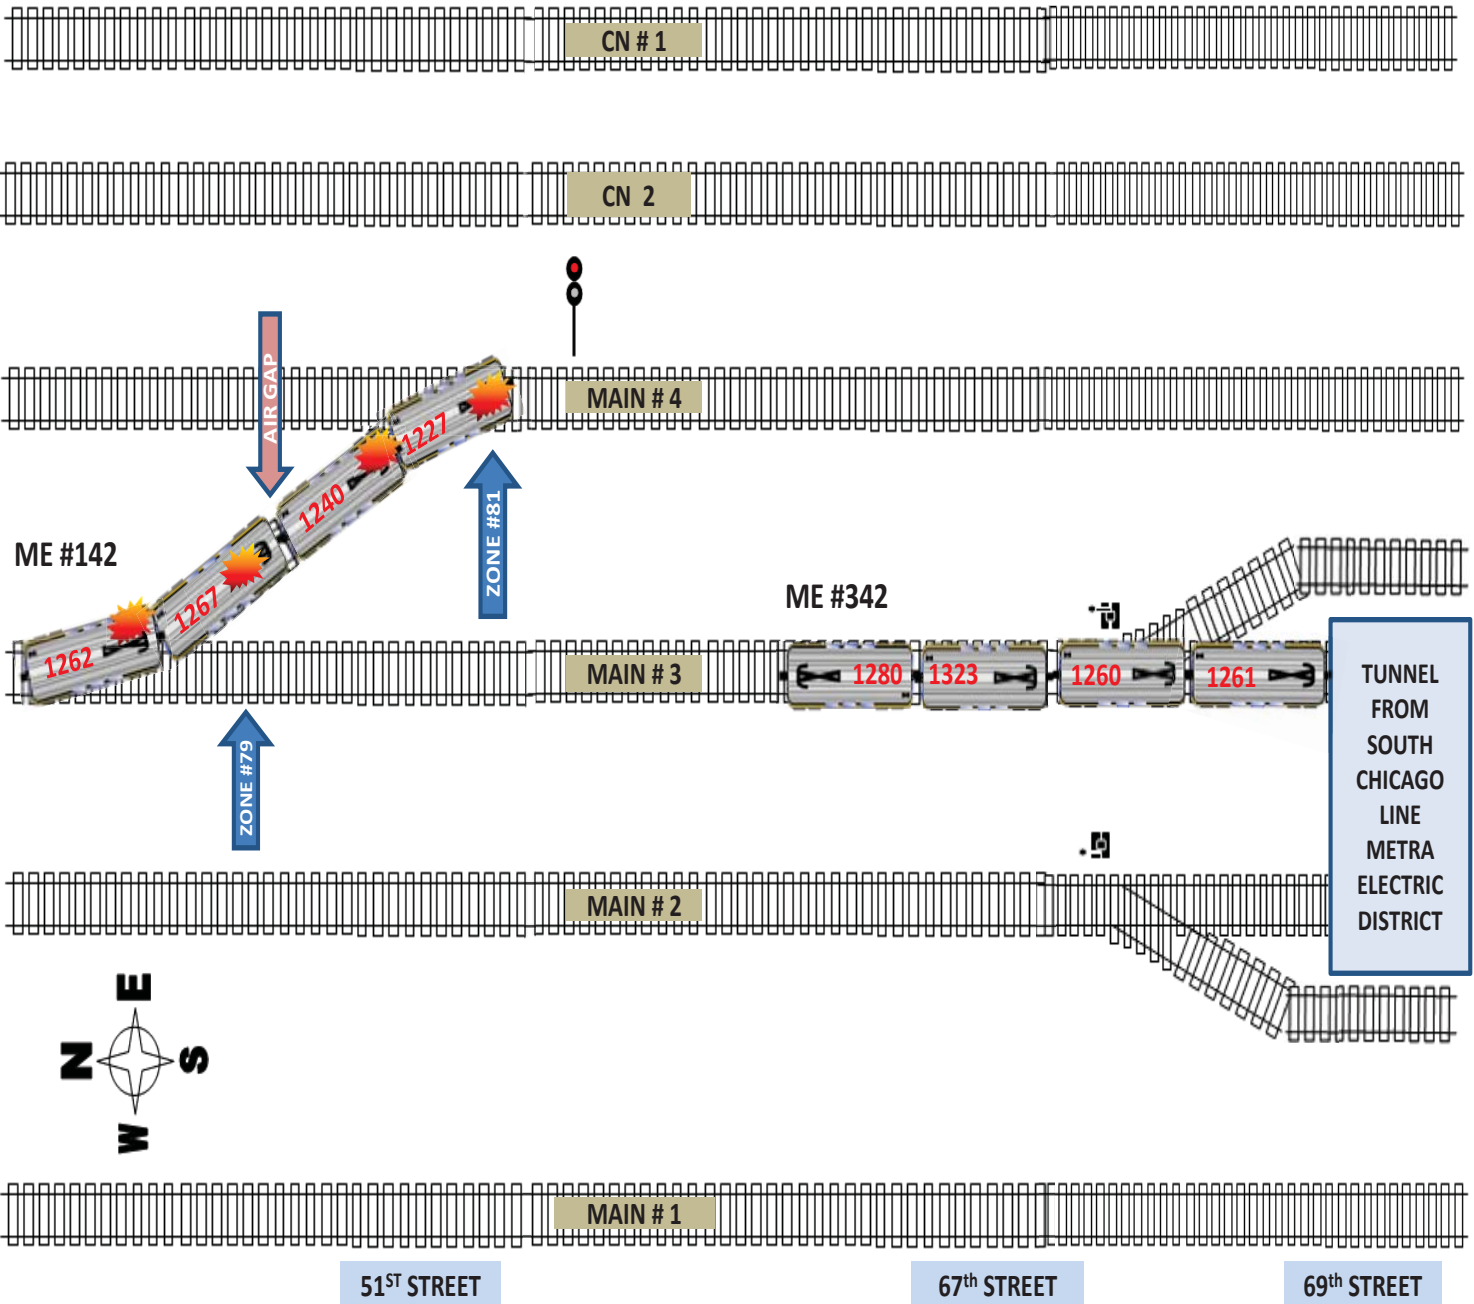 CN # 1
CN 2
AIR GAP
MAIN # 4
1227
1240
ZONE #81
ME #142
1267
1262
ME #342
MAIN # 3
1280
1323
1260
1261
ZONE #79
TUNNEL
FROM
SOUTH
CHICAGO
LINE
METRA
ELECTRIC
DISTRICT
MAIN # 2
E
N
S
W
MAIN # 1
51ST STREET
67th STREET
69th STREET